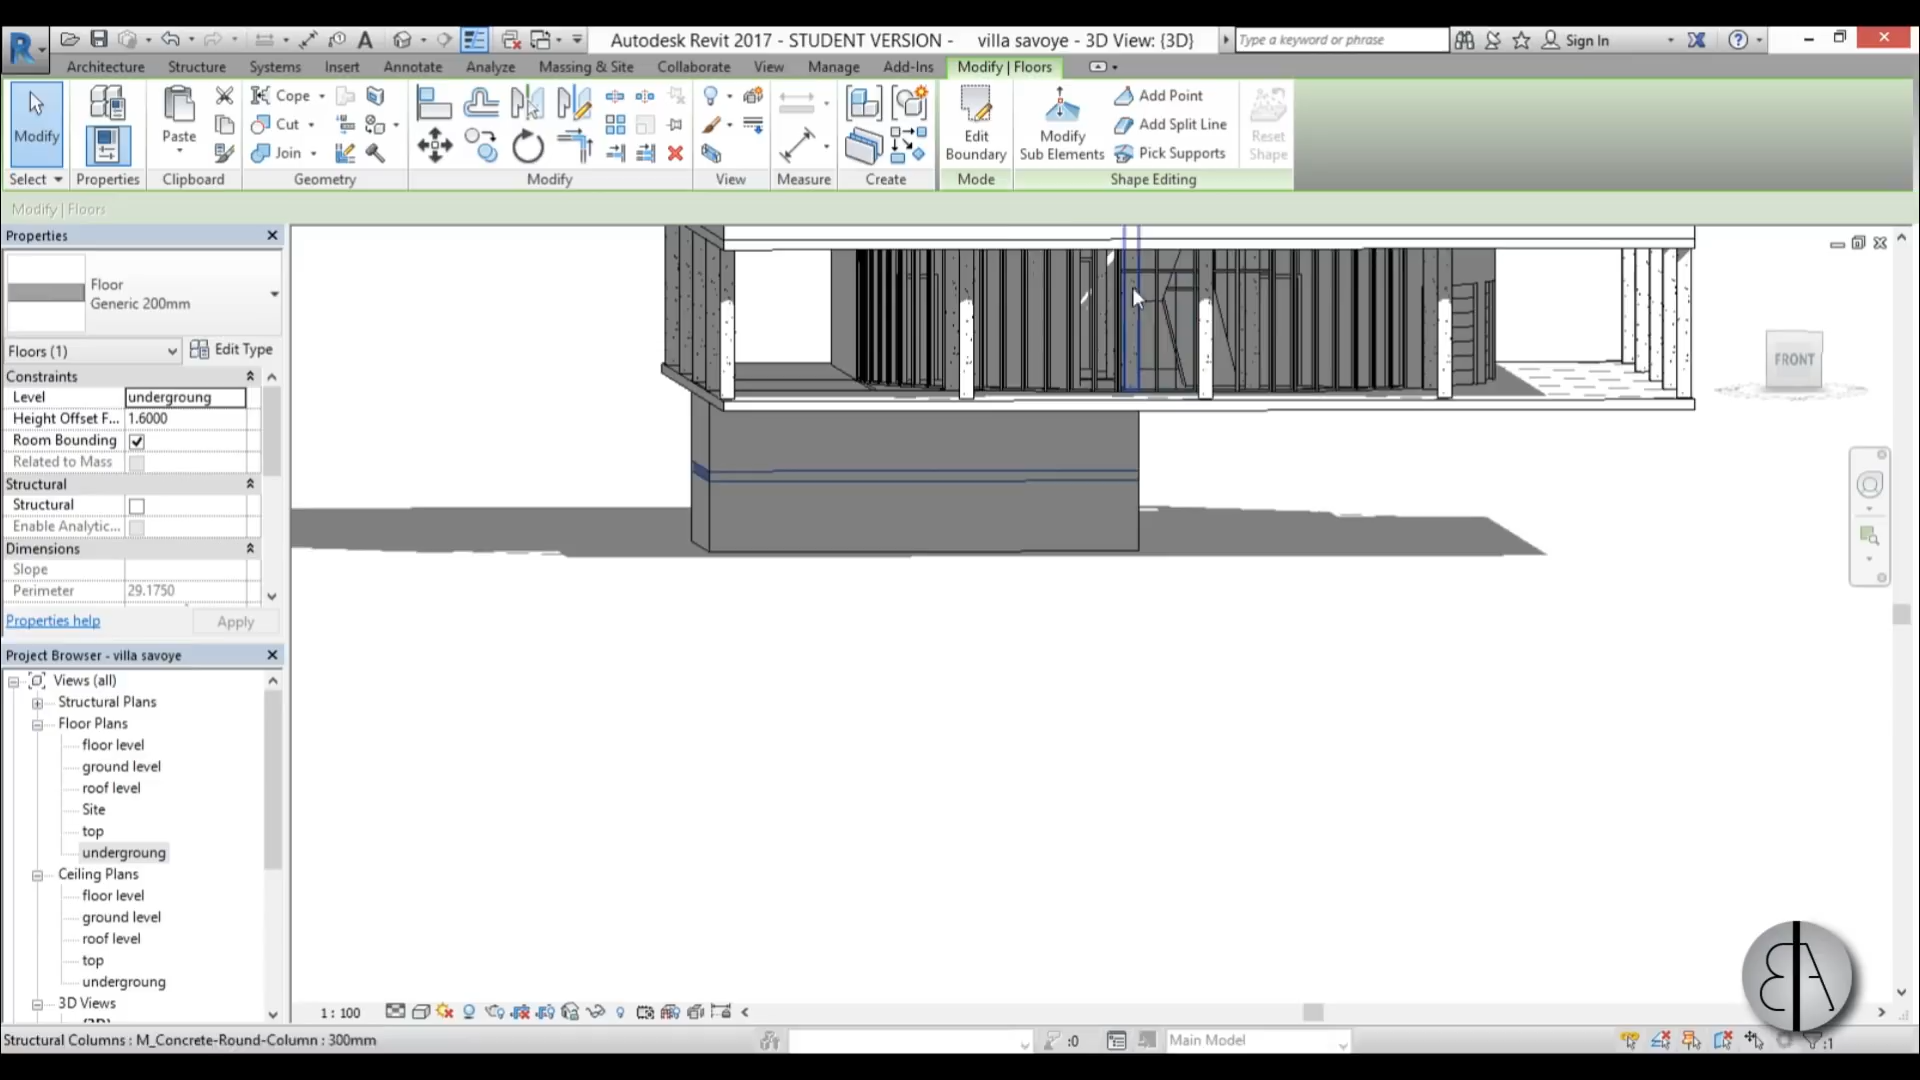 Autodesk Revit 2017 - STUDENT VERSION - villa savoye - 3D View: {3D}
Type a keyword or phrase
Sign In
Architecture Structure Systems Insert Annotate Analyze Massing & Site Collaborate View Manage Add-Ins Modify | Floors
Modify
Paste
Cope
Cut
Join
Edit Boundary
Modify Sub Elements
Add Point
Add Split Line
Pick Supports
Reset Shape
Select Properties Clipboard Geometry Modify View Measure Create Mode Shape Editing
Modify | Floors
Properties
Floor
Generic 200mm
Floors (1) Edit Type
Constraints
Level undergroung
Height Offset F... 1.6000
Room Bounding
Related to Mass
Structural
Structural
Enable Analytic...
Dimensions
Slope
Perimeter 29.1750
Properties help Apply
Project Browser - villa savoye
Views (all)
Structural Plans
Floor Plans
floor level
ground level
roof level
Site
top
undergroung
Ceiling Plans
floor level
ground level
roof level
top
undergroung
3D Views
FRONT
1 : 100
Structural Columns : M_Concrete-Round-Column : 300mm
:0
Main Model
:1